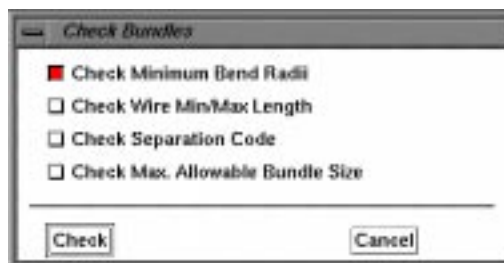 Check Bundles
Check Minimum Bend Radii
Check Wire Min/Max Length
Check Separation Code
Check Max. Allowable Bundle Size
Check
Cancel